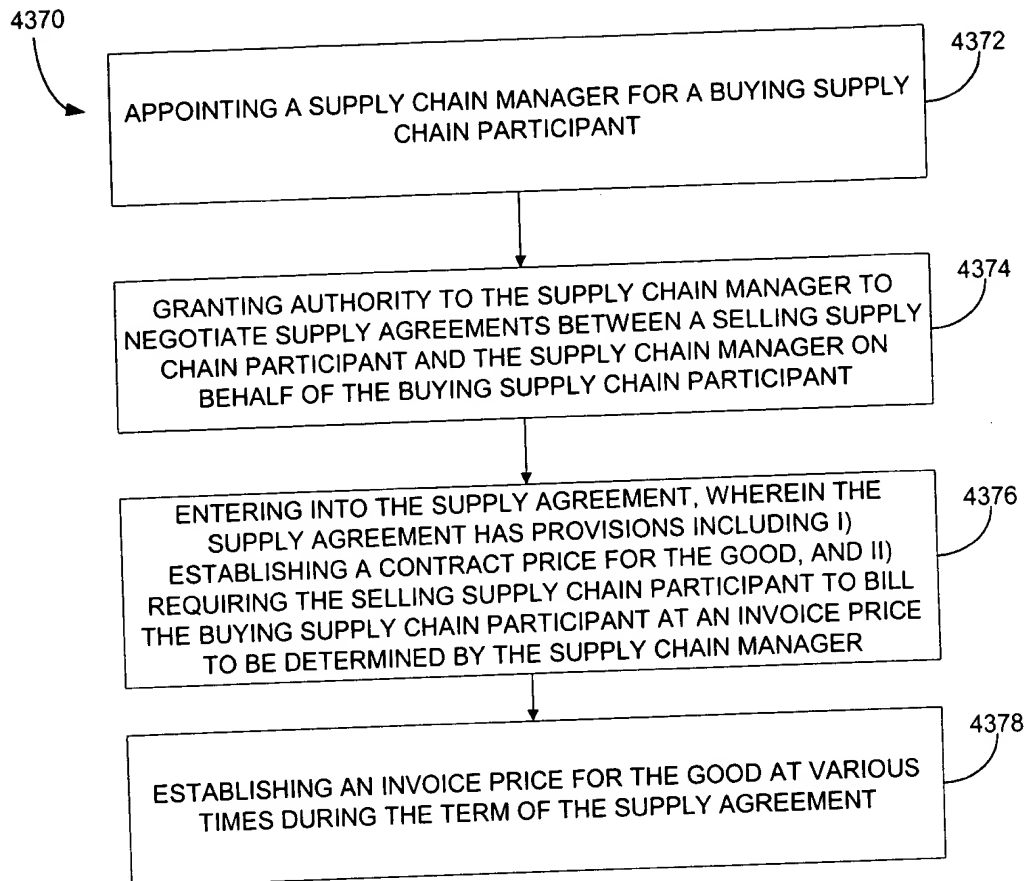 4370
4372
APPOINTING A SUPPLY CHAIN MANAGER FOR A BUYING SUPPLY
CHAIN PARTICIPANT
4374
GRANTING AUTHORITY TO THE SUPPLY CHAIN MANAGER TO
NEGOTIATE SUPPLY AGREEMENTS BETWEEN A SELLING SUPPLY
CHAIN PARTICIPANT AND THE SUPPLY CHAIN MANAGER ON
BEHALF OF THE BUYING SUPPLY CHAIN PARTICIPANT
4376
ENTERING INTO THE SUPPLY AGREEMENT, WHEREIN THE
SUPPLY AGREEMENT HAS PROVISIONS INCLUDING I)
ESTABLISHING A CONTRACT PRICE FOR THE GOOD, AND II)
REQUIRING THE SELLING SUPPLY CHAIN PARTICIPANT TO BILL
THE BUYING SUPPLY CHAIN PARTICIPANT AT AN INVOICE PRICE
TO BE DETERMINED BY THE SUPPLY CHAIN MANAGER
4378
ESTABLISHING AN INVOICE PRICE FOR THE GOOD AT VARIOUS
TIMES DURING THE TERM OF THE SUPPLY AGREEMENT